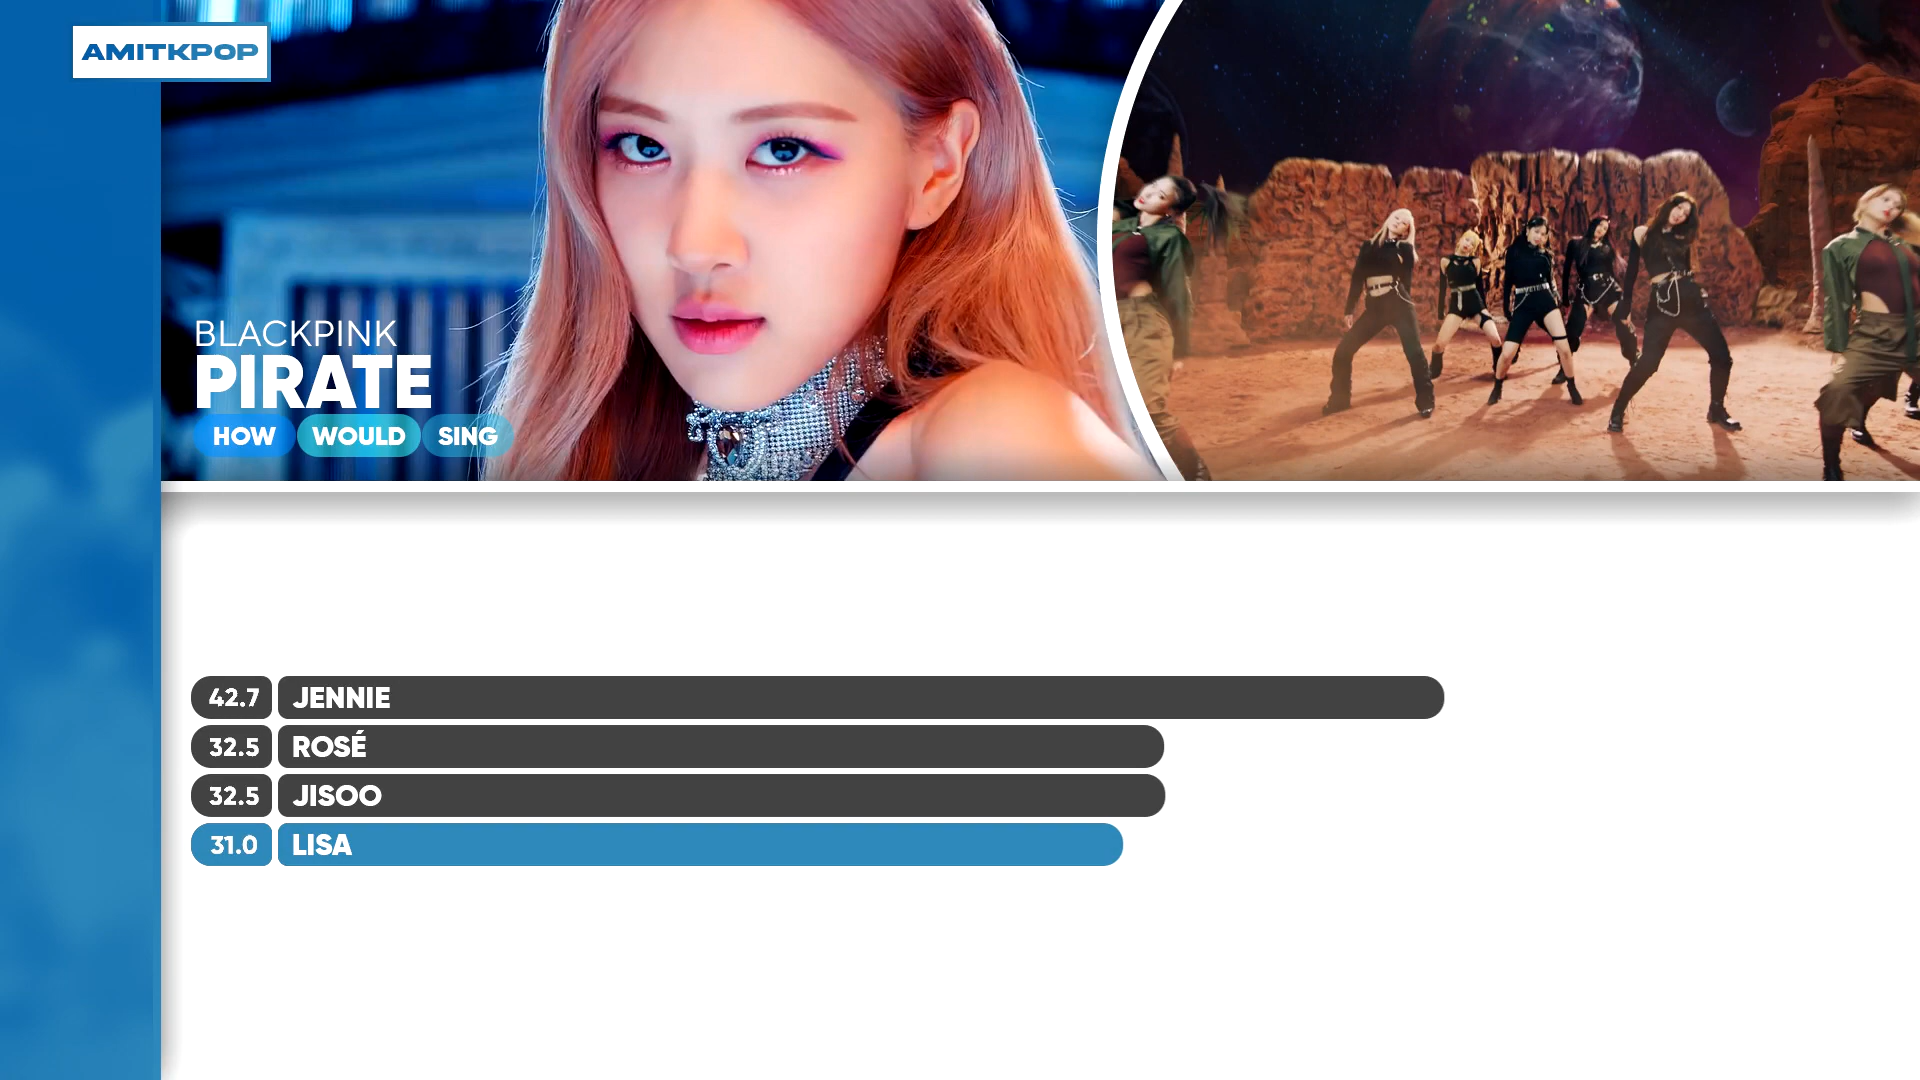 AMITKPOP
BLACKPINK
PIRATE
HOW WOULD SING
42.7 JENNIE
32.5 ROSÉ
32.5 JISOO
31.0 LISA